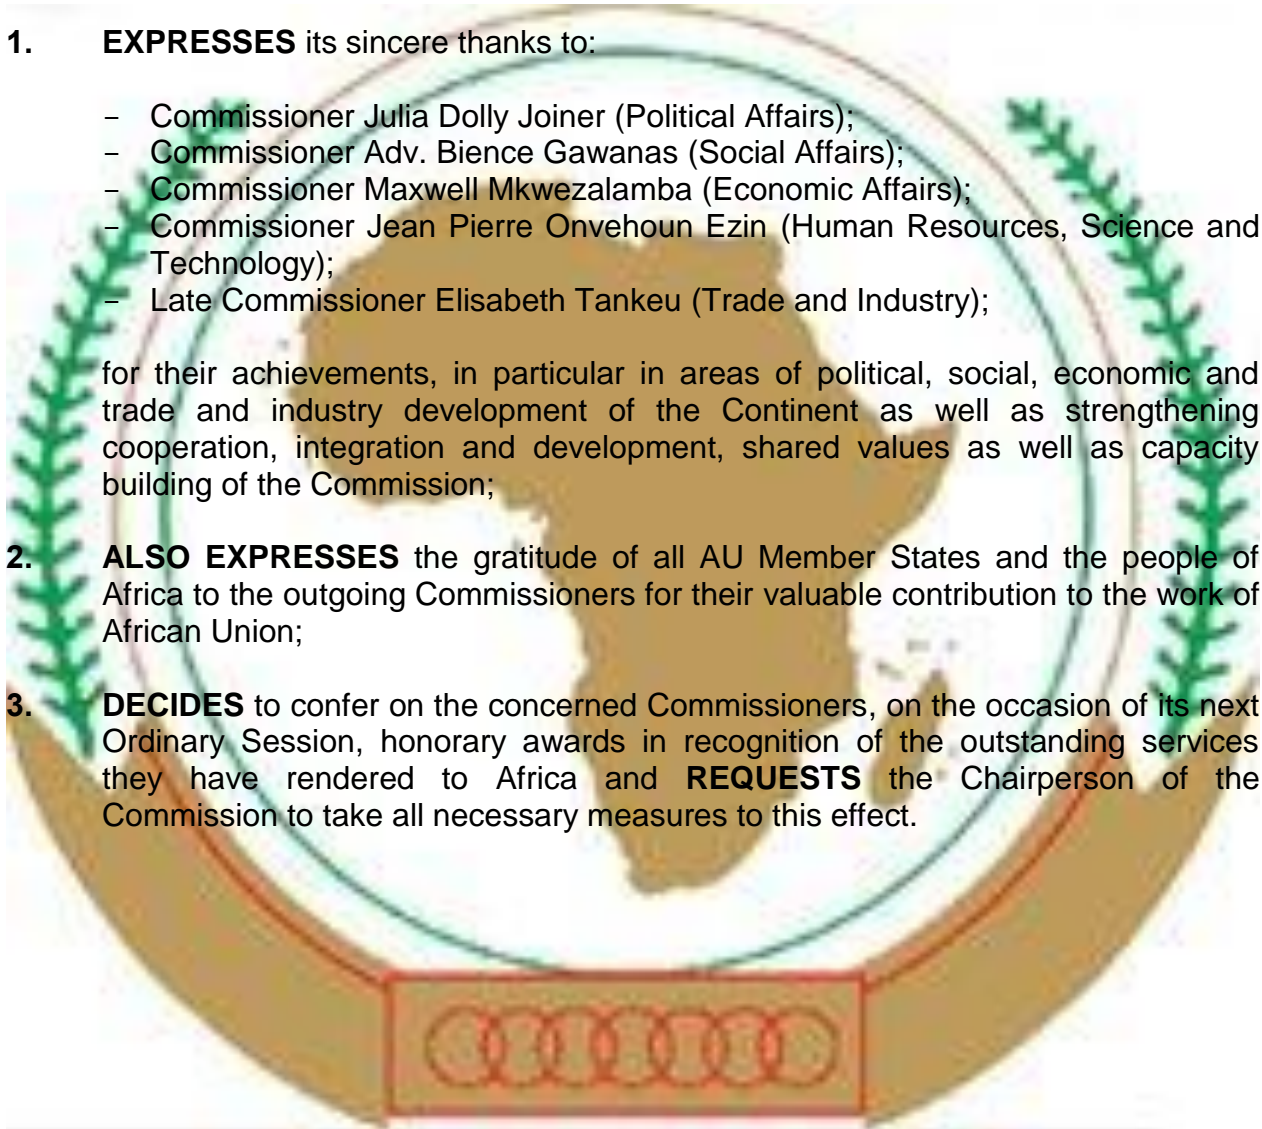 1. EXPRESSES its sincere thanks to:
- Commissioner Julia Dolly Joiner (Political Affairs);
- Commissioner Adv. Bience Gawanas (Social Affairs);
- Commissioner Maxwell Mkwezalamba (Economic Affairs);
- Commissioner Jean Pierre Onvehoun Ezin (Human Resources, Science and
Technology);
- Late Commissioner Elisabeth Tankeu (Trade and Industry);
for their achievements, in particular in areas of political, social, economic and
trade and industry development of the Continent as well as strengthening
cooperation, integration and development, shared values as well as capacity
building of the Commission;
2. ALSO EXPRESSES the gratitude of all AU Member States and the people of
Africa to the outgoing Commissioners for their valuable contribution to the work of
African Union;
3. DECIDES to confer on the concerned Commissioners, on the occasion of its next
Ordinary Session, honorary awards in recognition of the outstanding services
they have rendered to Africa and REQUESTS the Chairperson of the
Commission to take all necessary measures to this effect.